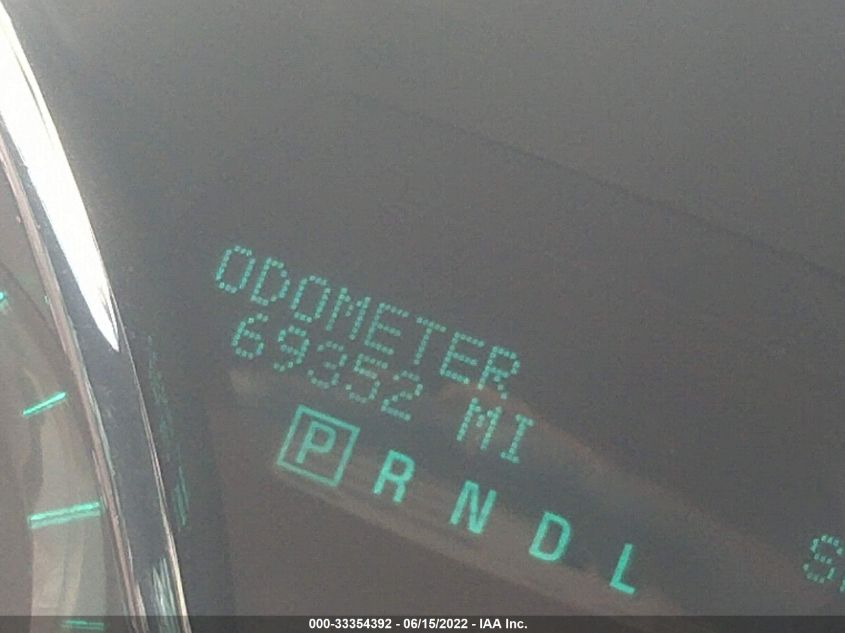 ODOMETER
69352 MI
P R N D L
000-33354392 - 06/15/2022 - IAA Inc.